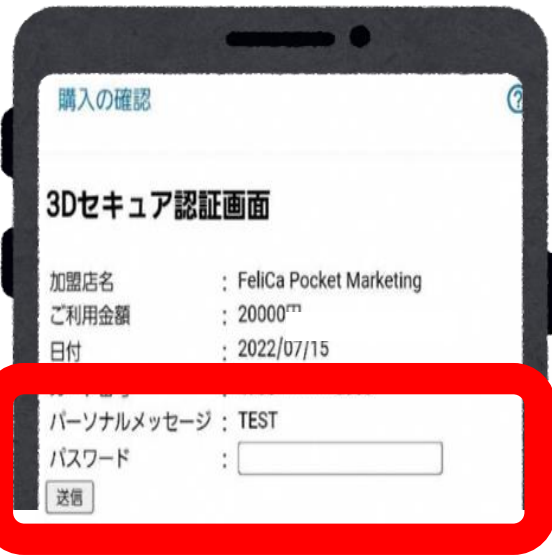 購入の確認
3Dセキュア認証画面
加盟店名 : FeliCa Pocket Marketing
ご利用金額 : 20000円
日付 : 2022/07/15
パーソナルメッセージ : TEST
パスワード :
送信